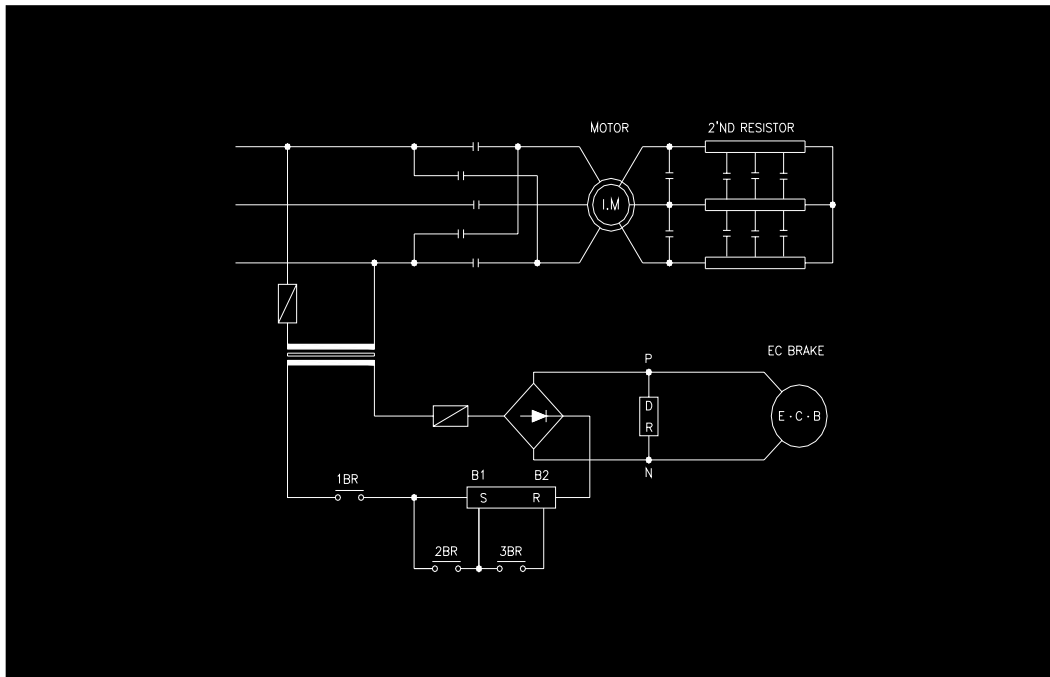 MOTOR
2'ND RESISTOR
I.M
EC BRAKE
P
D
R
E·C·B
N
1BR
B1
B2
S
R
2BR
3BR